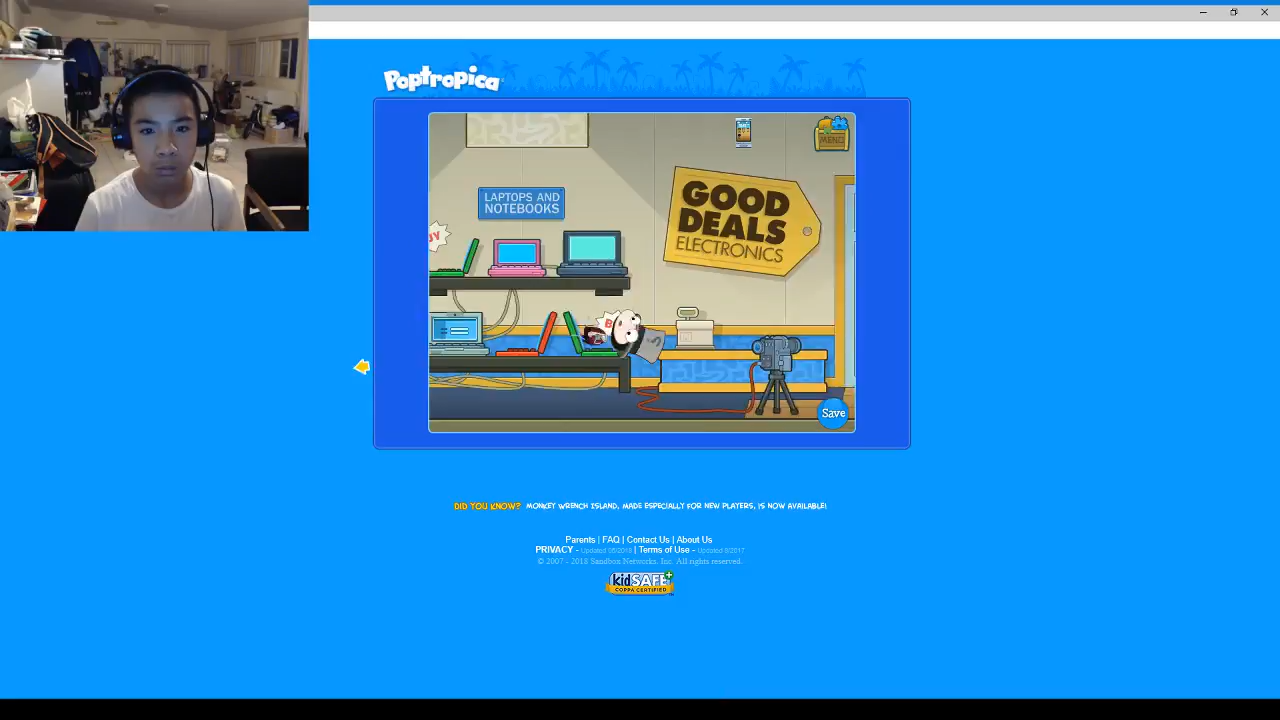 Poptropica
MENU
LAPTOPS AND
NOTEBOOKS
GOOD
DEALS
ELECTRONICS
Save
DID YOU KNOW? MONKEY WRENCH ISLAND, MADE ESPECIALLY FOR NEW PLAYERS, IS NOW AVAILABLE!
Parents | FAQ | Contact Us | About Us
PRIVACY - Updated 05/2018 | Terms of Use - Updated 8/2017
© 2007 - 2018 Sandbox Networks, Inc. All rights reserved.
kidSAFE
COPPA CERTIFIED